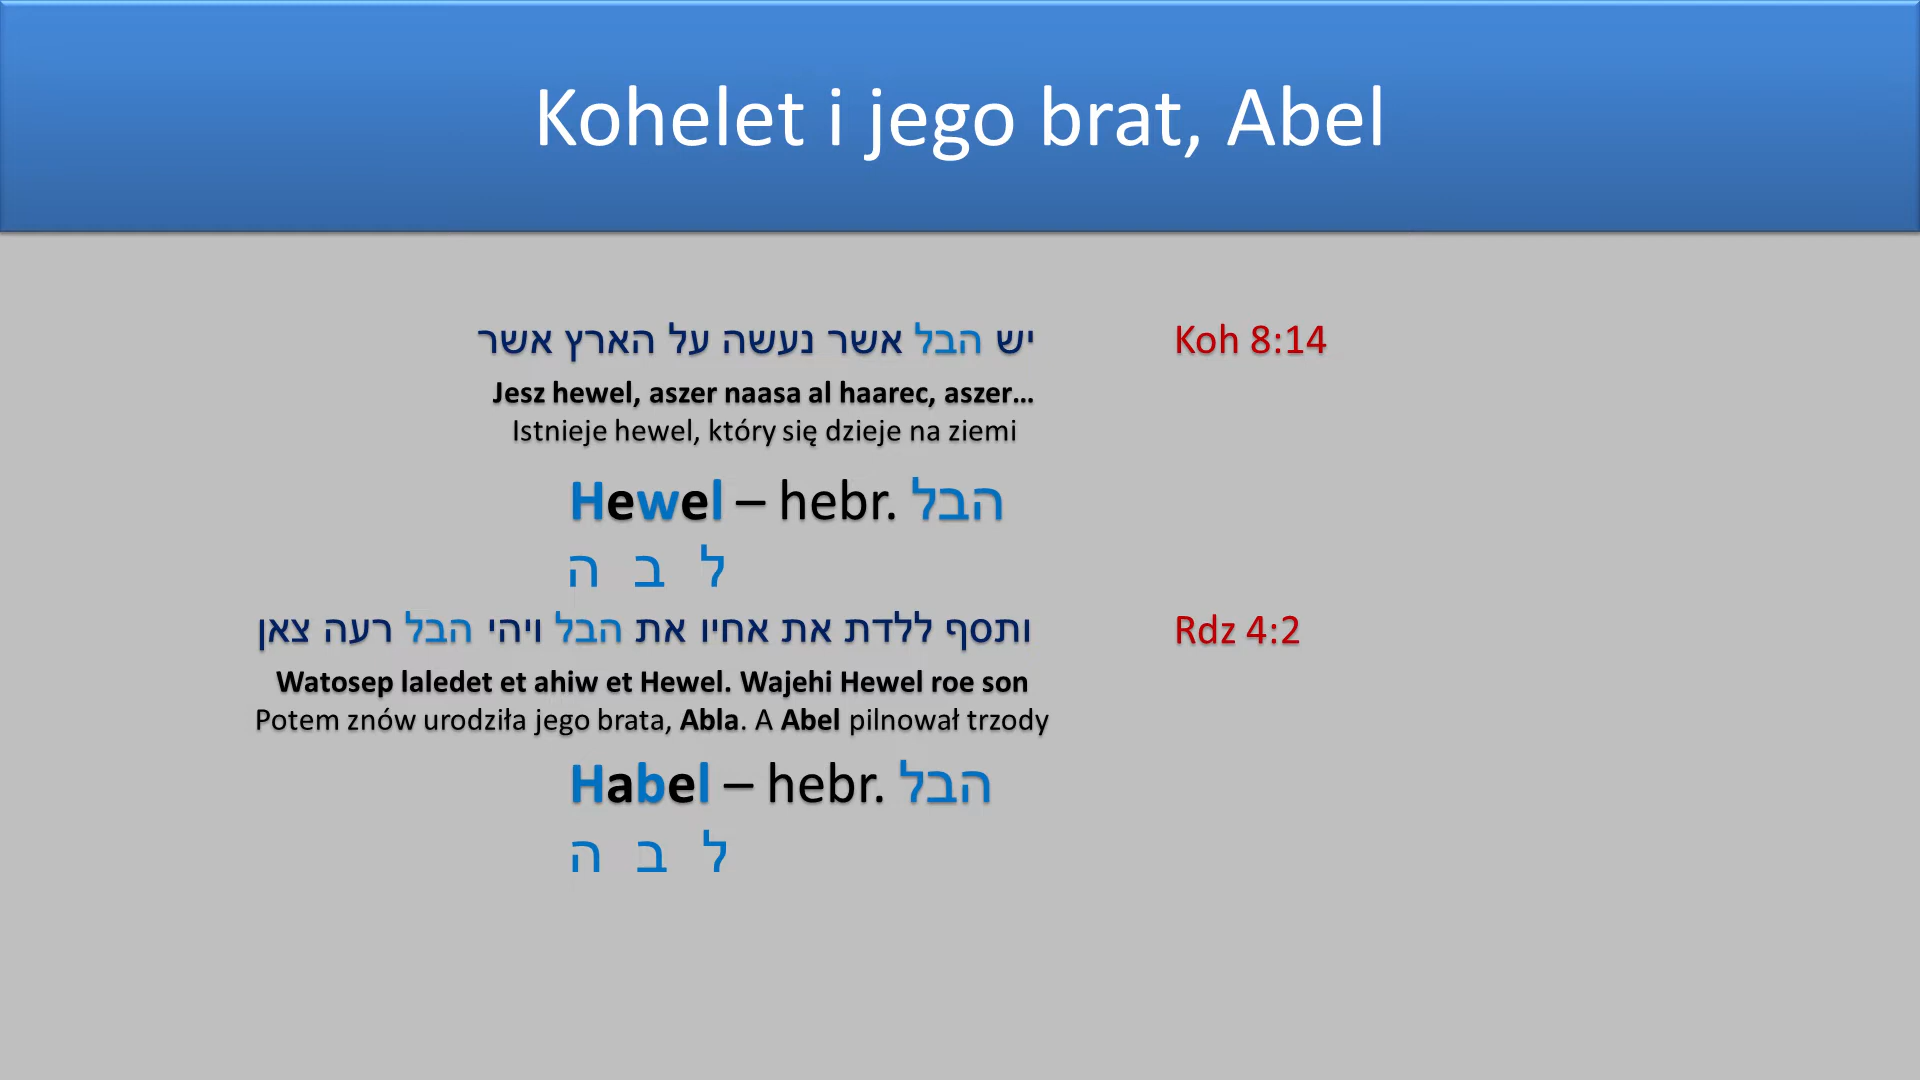 Kohelet i jego brat, Abel
יש הבל אשר נעשה על הארץ אשר
Koh 8:14
Jesz hewel, aszer naasa al haarec, aszer…
Istnieje hewel, który się dzieje na ziemi
Hewel – hebr. הבל
ה ב ל
ותסף ללדת את אחיו את הבל ויהי הבל רעה צאן
Rdz 4:2
Watosep laledet et ahiw et Hewel. Wajehi Hewel roe son
Potem znów urodziła jego brata, Abla. A Abel pilnował trzody
Habel – hebr. הבל
ה ב ל